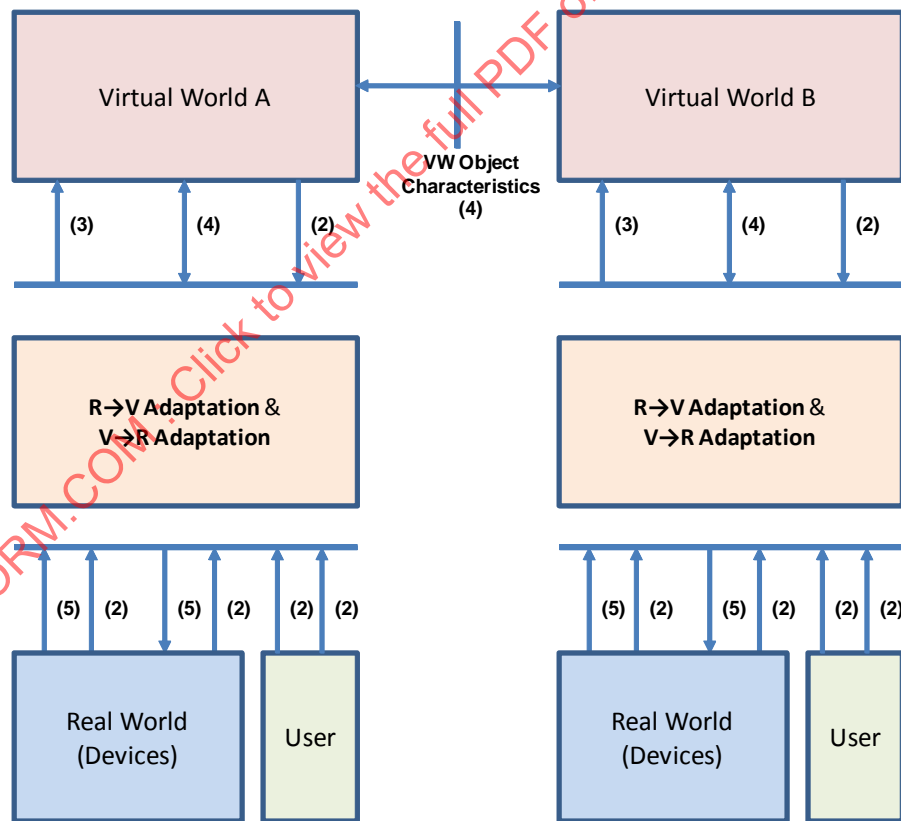 Virtual World A
Virtual World B
VW Object
Characteristics
(4)
(3) (4) (2)
(3) (4) (2)
R→V Adaptation &
V→R Adaptation
R→V Adaptation &
V→R Adaptation
(5) (2) (5) (2) (2) (2)
(5) (2) (5) (2) (2) (2)
Real World
(Devices)
User
Real World
(Devices)
User
ORM.COM : Click to view the full PDF o